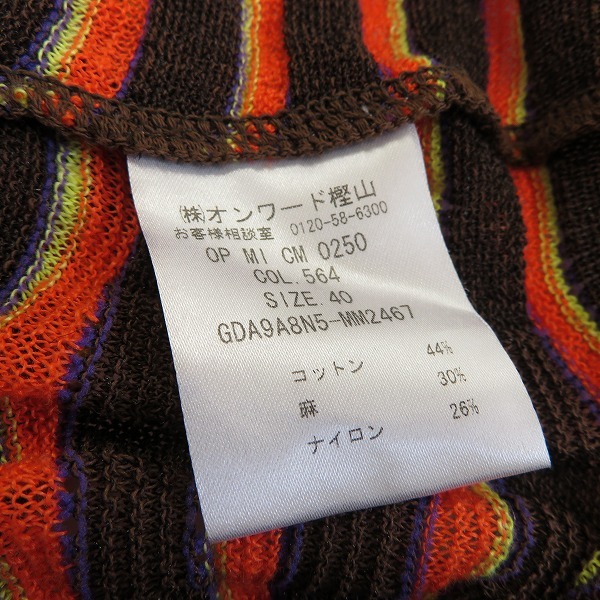 ㈱オンワード樫山
お客様相談室 0120-58-6300
OP MI CM 0250
COL.564
SIZE.40
GDA9A8N5-MM2467
コットン 44%
麻 30%
ナイロン 26%